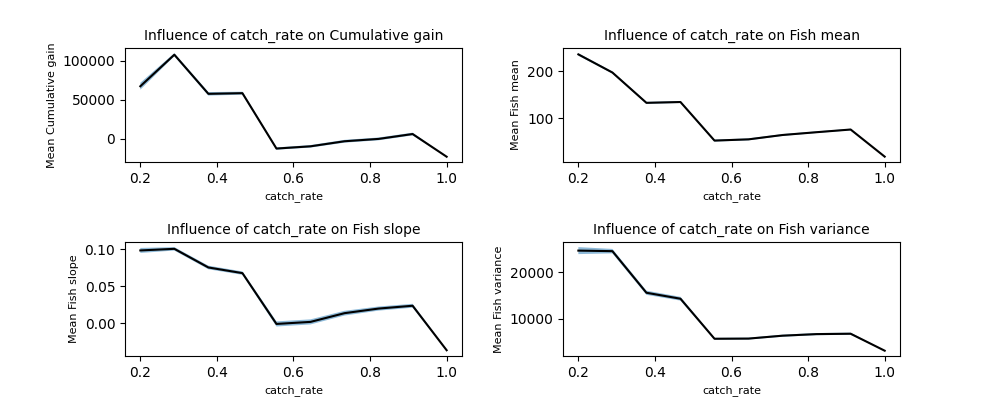 Influence of catch_rate on Cumulative gain
Mean Cumulative gain
100000
50000
0
0.2 0.4 0.6 0.8 1.0
catch_rate
Influence of catch_rate on Fish mean
Mean Fish mean
200
100
0.2 0.4 0.6 0.8 1.0
catch_rate
Influence of catch_rate on Fish slope
Mean Fish slope
0.10
0.05
0.00
0.2 0.4 0.6 0.8 1.0
catch_rate
Influence of catch_rate on Fish variance
Mean Fish variance
20000
10000
0.2 0.4 0.6 0.8 1.0
catch_rate